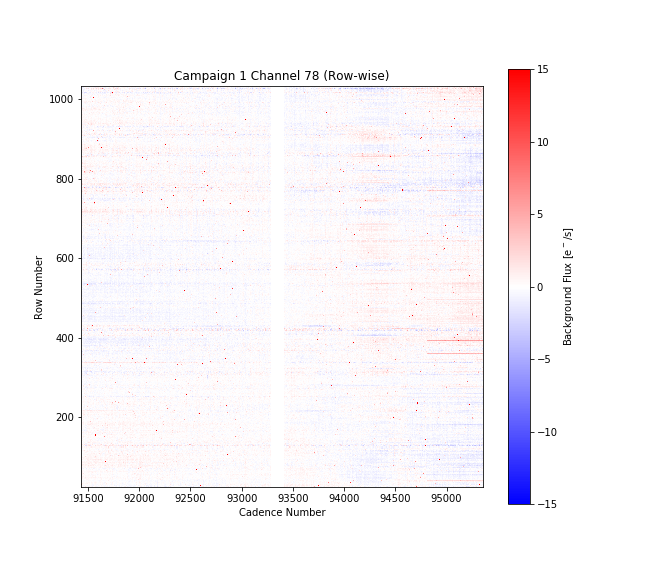 Campaign 1 Channel 78 (Row-wise)
1000
800
600
400
200
Row Number
91500 92000 92500 93000 93500 94000 94500 95000
Cadence Number
15
10
5
0
−5
−10
−15
Background Flux [e⁻/s]